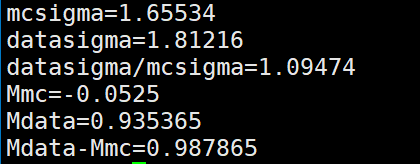 mcsigma=1.65534
datasigma=1.81216
datasigma/mcsigma=1.09474
Mmc=-0.0525
Mdata=0.935365
Mdata-Mmc=0.987865